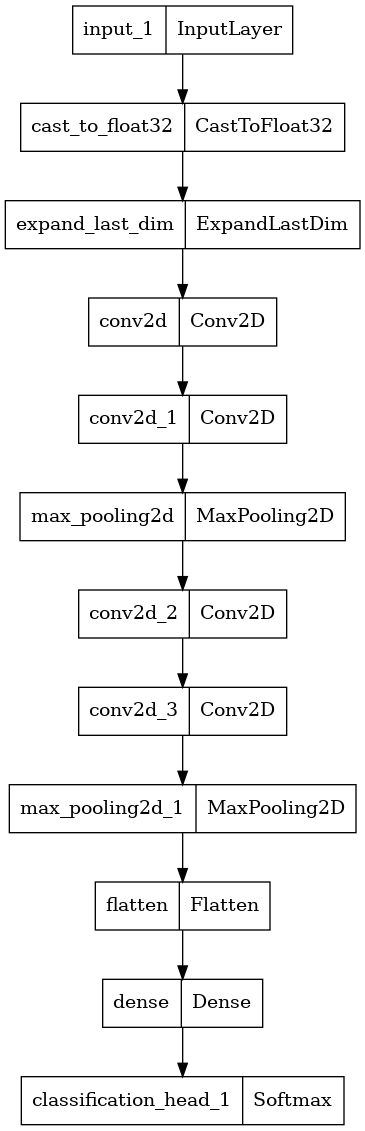 input_1 InputLayer
cast_to_float32 CastToFloat32
expand_last_dim ExpandLastDim
conv2d Conv2D
conv2d_1 Conv2D
max_pooling2d MaxPooling2D
conv2d_2 Conv2D
conv2d_3 Conv2D
max_pooling2d_1 MaxPooling2D
flatten Flatten
dense Dense
classification_head_1 Softmax